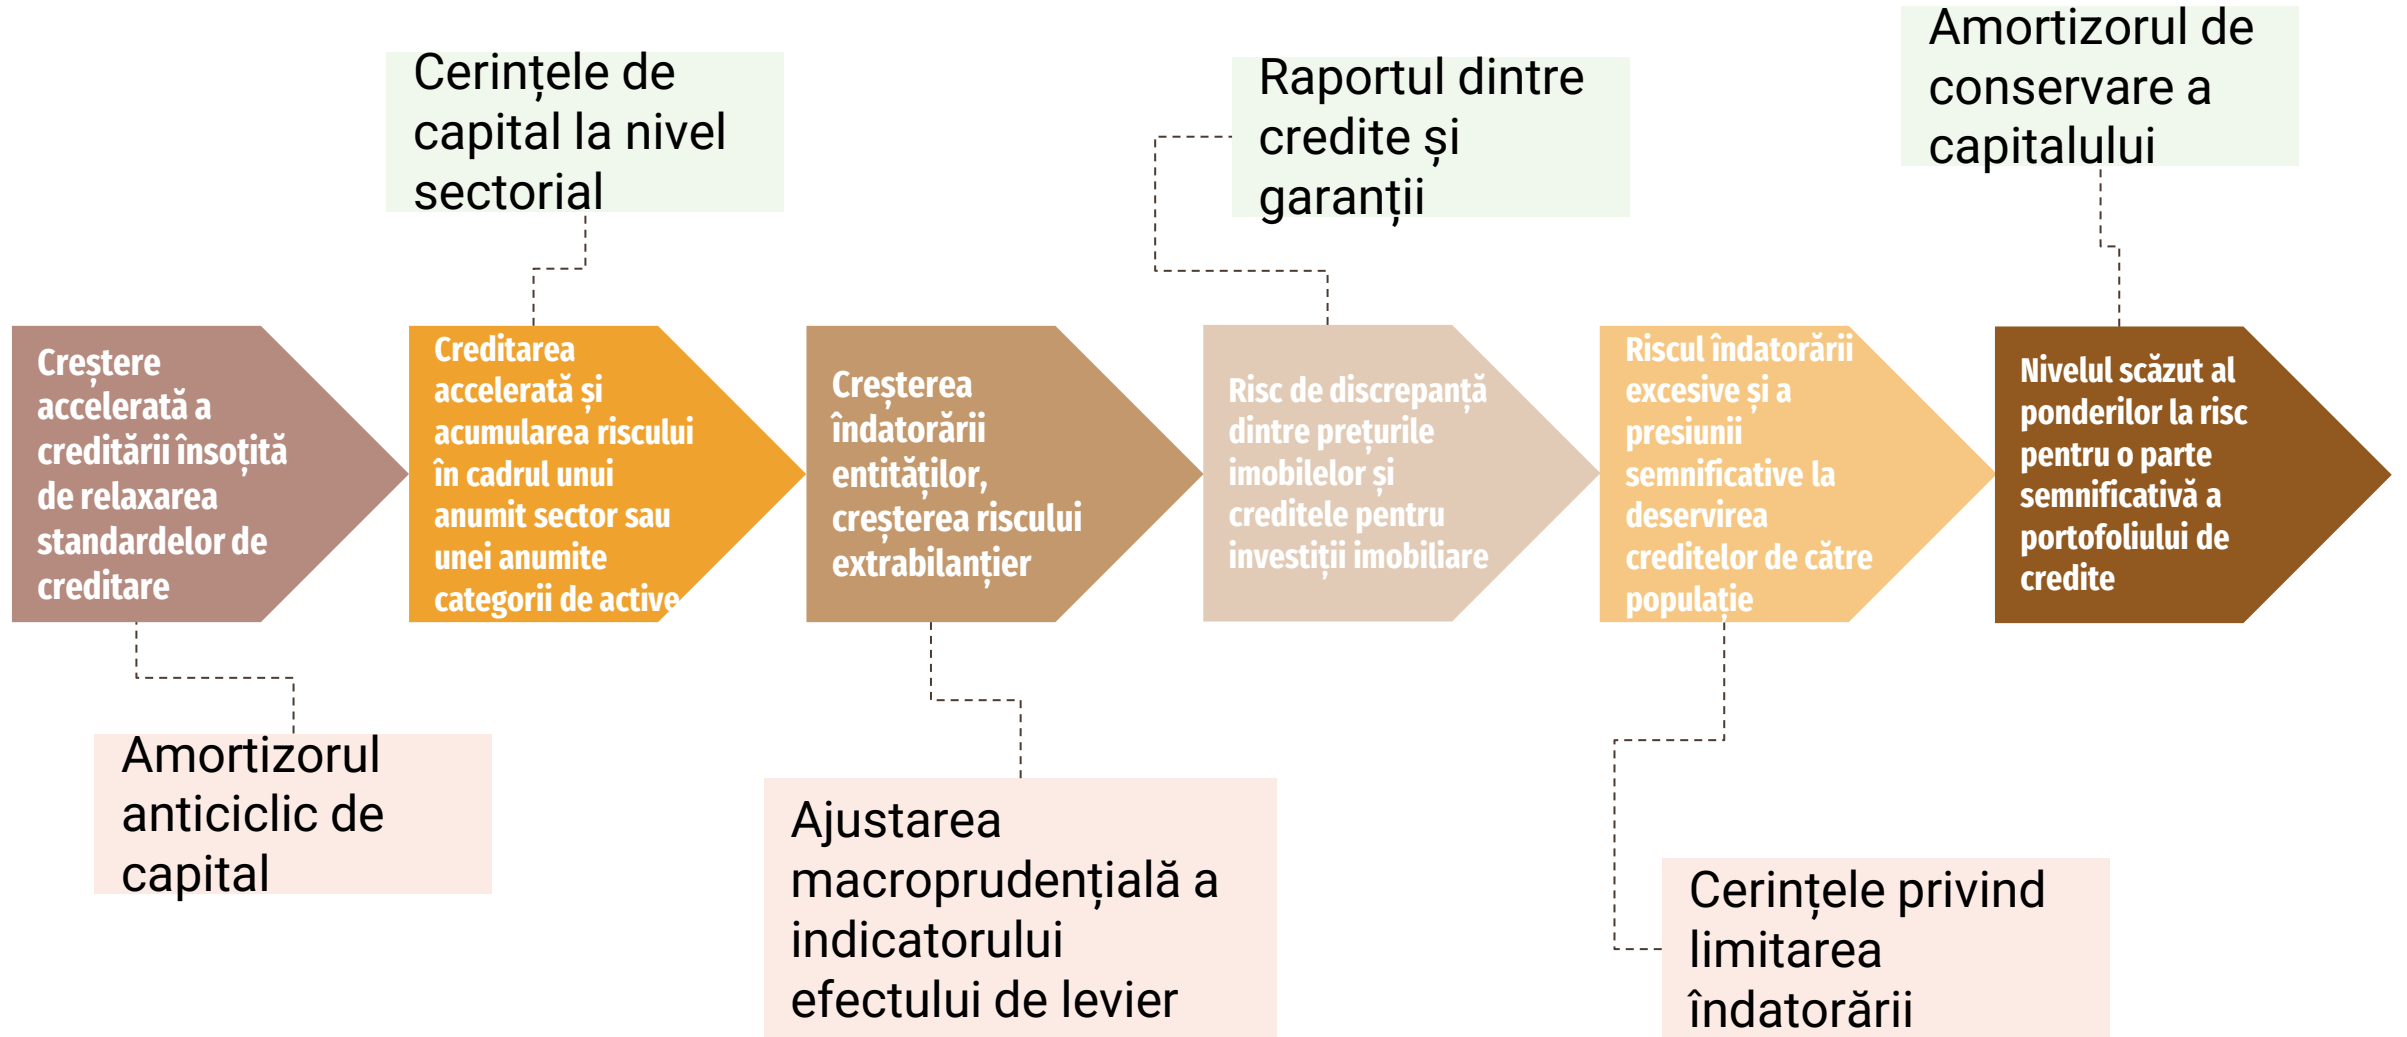 Cerințele de
capital la nivel
sectorial
Raportul dintre
credite și
garanții
Amortizorul de
conservare a
capitalului
Creștere
accelerată a
creditării însoțită
de relaxarea
standardelor de
creditare
Creditarea
accelerată și
acumularea riscului
în cadrul unui
anumit sector sau
unei anumite
categorii de active
Creșterea
îndatorării
entităților,
creșterea riscului
extrabilanțier
Risc de discrepanță
dintre prețurile
imobilelor și
creditele pentru
investiții imobiliare
Riscul îndatorării
excesive și a
presiunii
semnificative la
deservirea
creditelor de către
populație
Nivelul scăzut al
ponderilor la risc
pentru o parte
semnificativă a
portofoliului de
credite
Amortizorul
anticiclic de
capital
Ajustarea
macroprudențială a
indicatorului
efectului de levier
Cerințele privind
limitarea
îndatorării